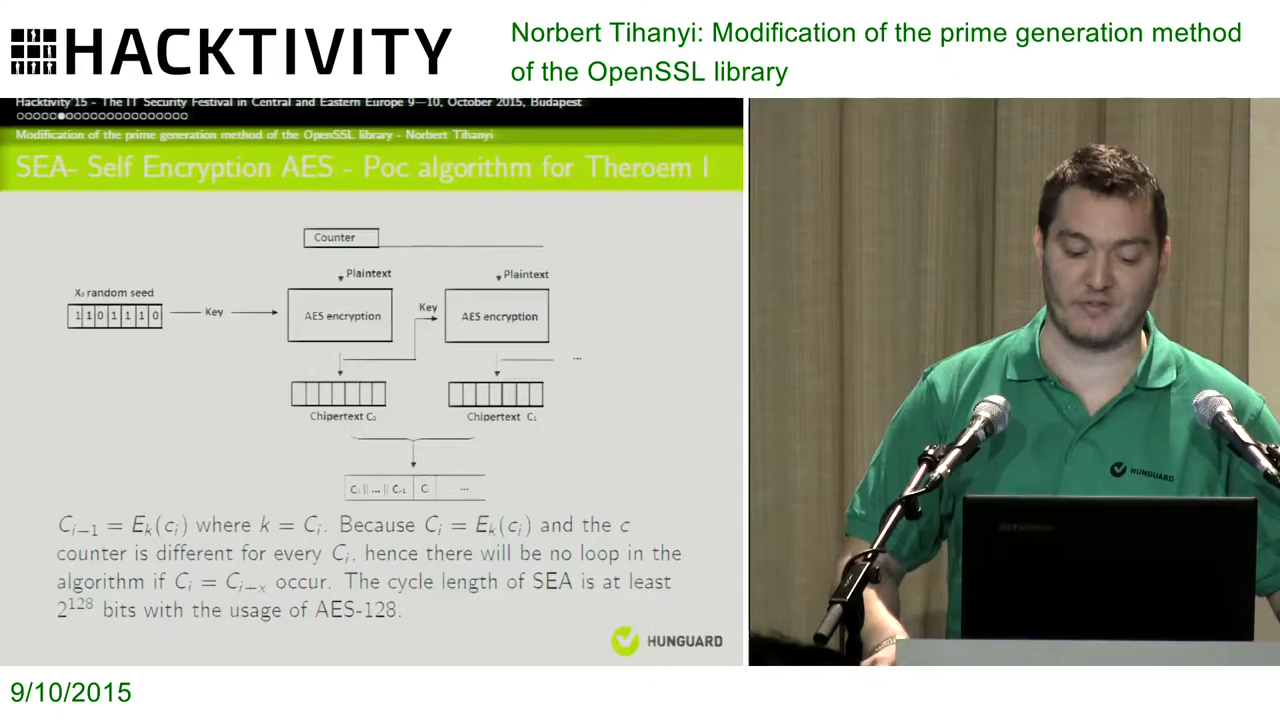 HACKTIVITY
Norbert Tihanyi: Modification of the prime generation method
of the OpenSSL library
Hacktivity'15 - The IT Security Festival in Central and Eastern Europe 9—10, October 2015, Budapest
Modification of the prime generation method of the OpenSSL library - Norbert Tihanyi
SEA- Self Encryption AES - Poc algorithm for Theroem I
Counter
Plaintext
Plaintext
X₀ random seed
Key
Key
1 1 0 1 1 1 1 0
AES encryption
AES encryption
...
Chipertext C₀
Chipertext C₁
C₀ || ... || Cᵢ₋₁ Cᵢ ...
Cᵢ₋₁ = Eₖ(cᵢ) where k = Cᵢ. Because Cᵢ = Eₖ(cᵢ) and the c
counter is different for every Cᵢ, hence there will be no loop in the
algorithm if Cᵢ = Cᵢ₋ₓ occur. The cycle length of SEA is at least
2¹²⁸ bits with the usage of AES-128.
HUNGUARD
HUNGUARD
9/10/2015